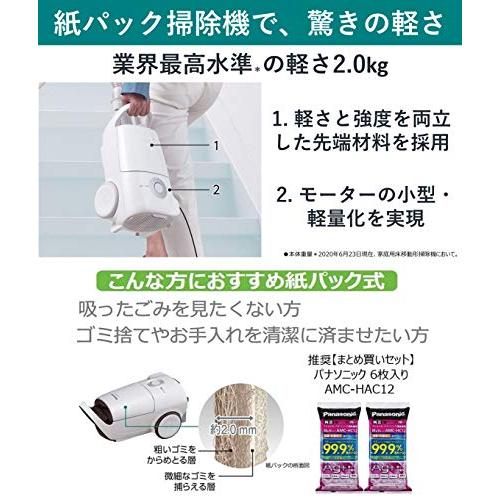 紙パック掃除機で、驚きの軽さ
業界最高水準*の軽さ2.0kg
1. 軽さと強度を両立
した先端材料を採用
2. モーターの小型・
軽量化を実現
1
2
●本体重量*2020年6月23日現在。家庭用床移動形掃除機において。
こんな方におすすめ紙パック式
吸ったごみを見たくない方
ゴミ捨てやお手入れを清潔に済ませたい方
推奨【まとめ買いセット】
パナソニック 6枚入り
AMC-HAC12
約2.0 mm
粗いゴミを
からめとる層
微細なゴミを
捕らえる層
紙パックの断面図
Panasonic
AMC-HC12
99.9%
Panasonic
AMC-HC12
99.9%